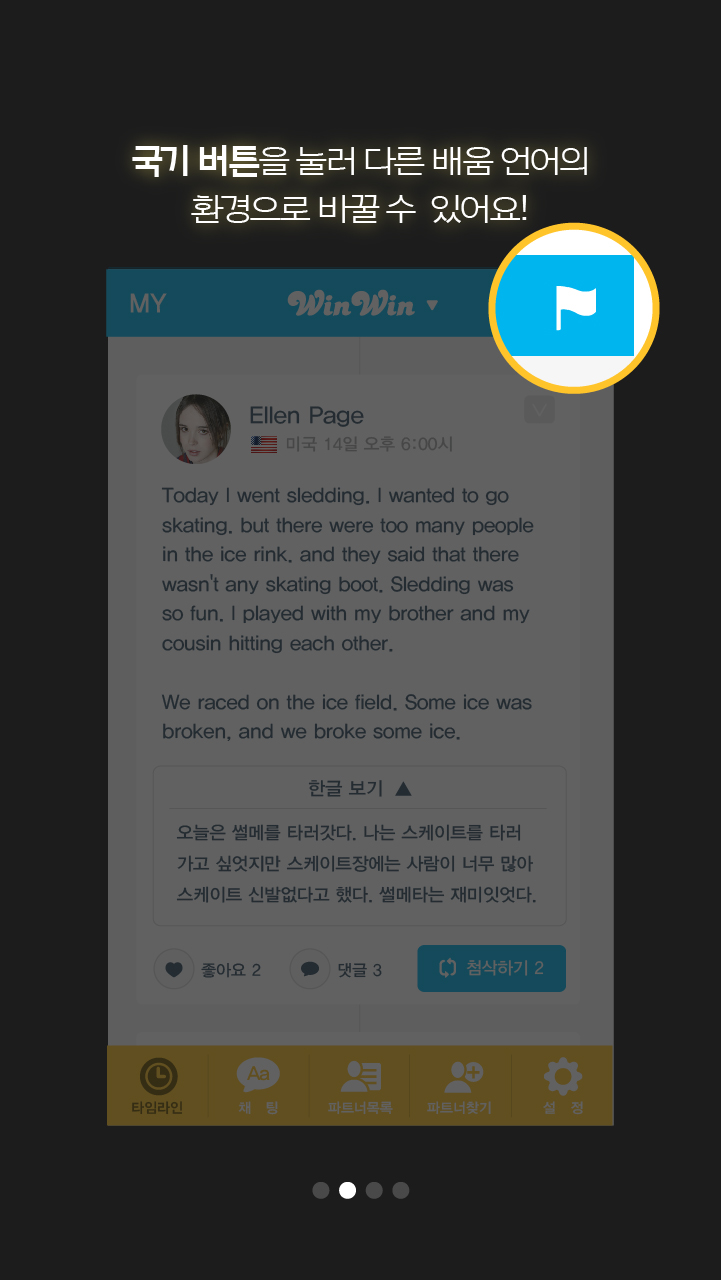 국기 버튼을 눌러 다른 배움 언어의
환경으로 바꿀 수 있어요!
MY
WinWin ▼
Ellen Page
미국 14일 오후 6:00시
Today I went sledding. I wanted to go
skating. but there were too many people
in the ice rink. and they said that there
wasn't any skating boot. Sledding was
so fun. I played with my brother and my
cousin hitting each other.
We raced on the ice field. Some ice was
broken, and we broke some ice.
한글 보기 ▲
오늘은 썰메를 타러갓다. 나는 스케이트를 타러
가고 싶엇지만 스케이트장에는 사람이 너무 많아
스케이트 신발없다고 했다. 썰메타는 재미잇엇다.
좋아요 2 댓글 3 첨삭하기 2
Aa
타임라인 채 팅 파트너목록 파트너찾기 설 정